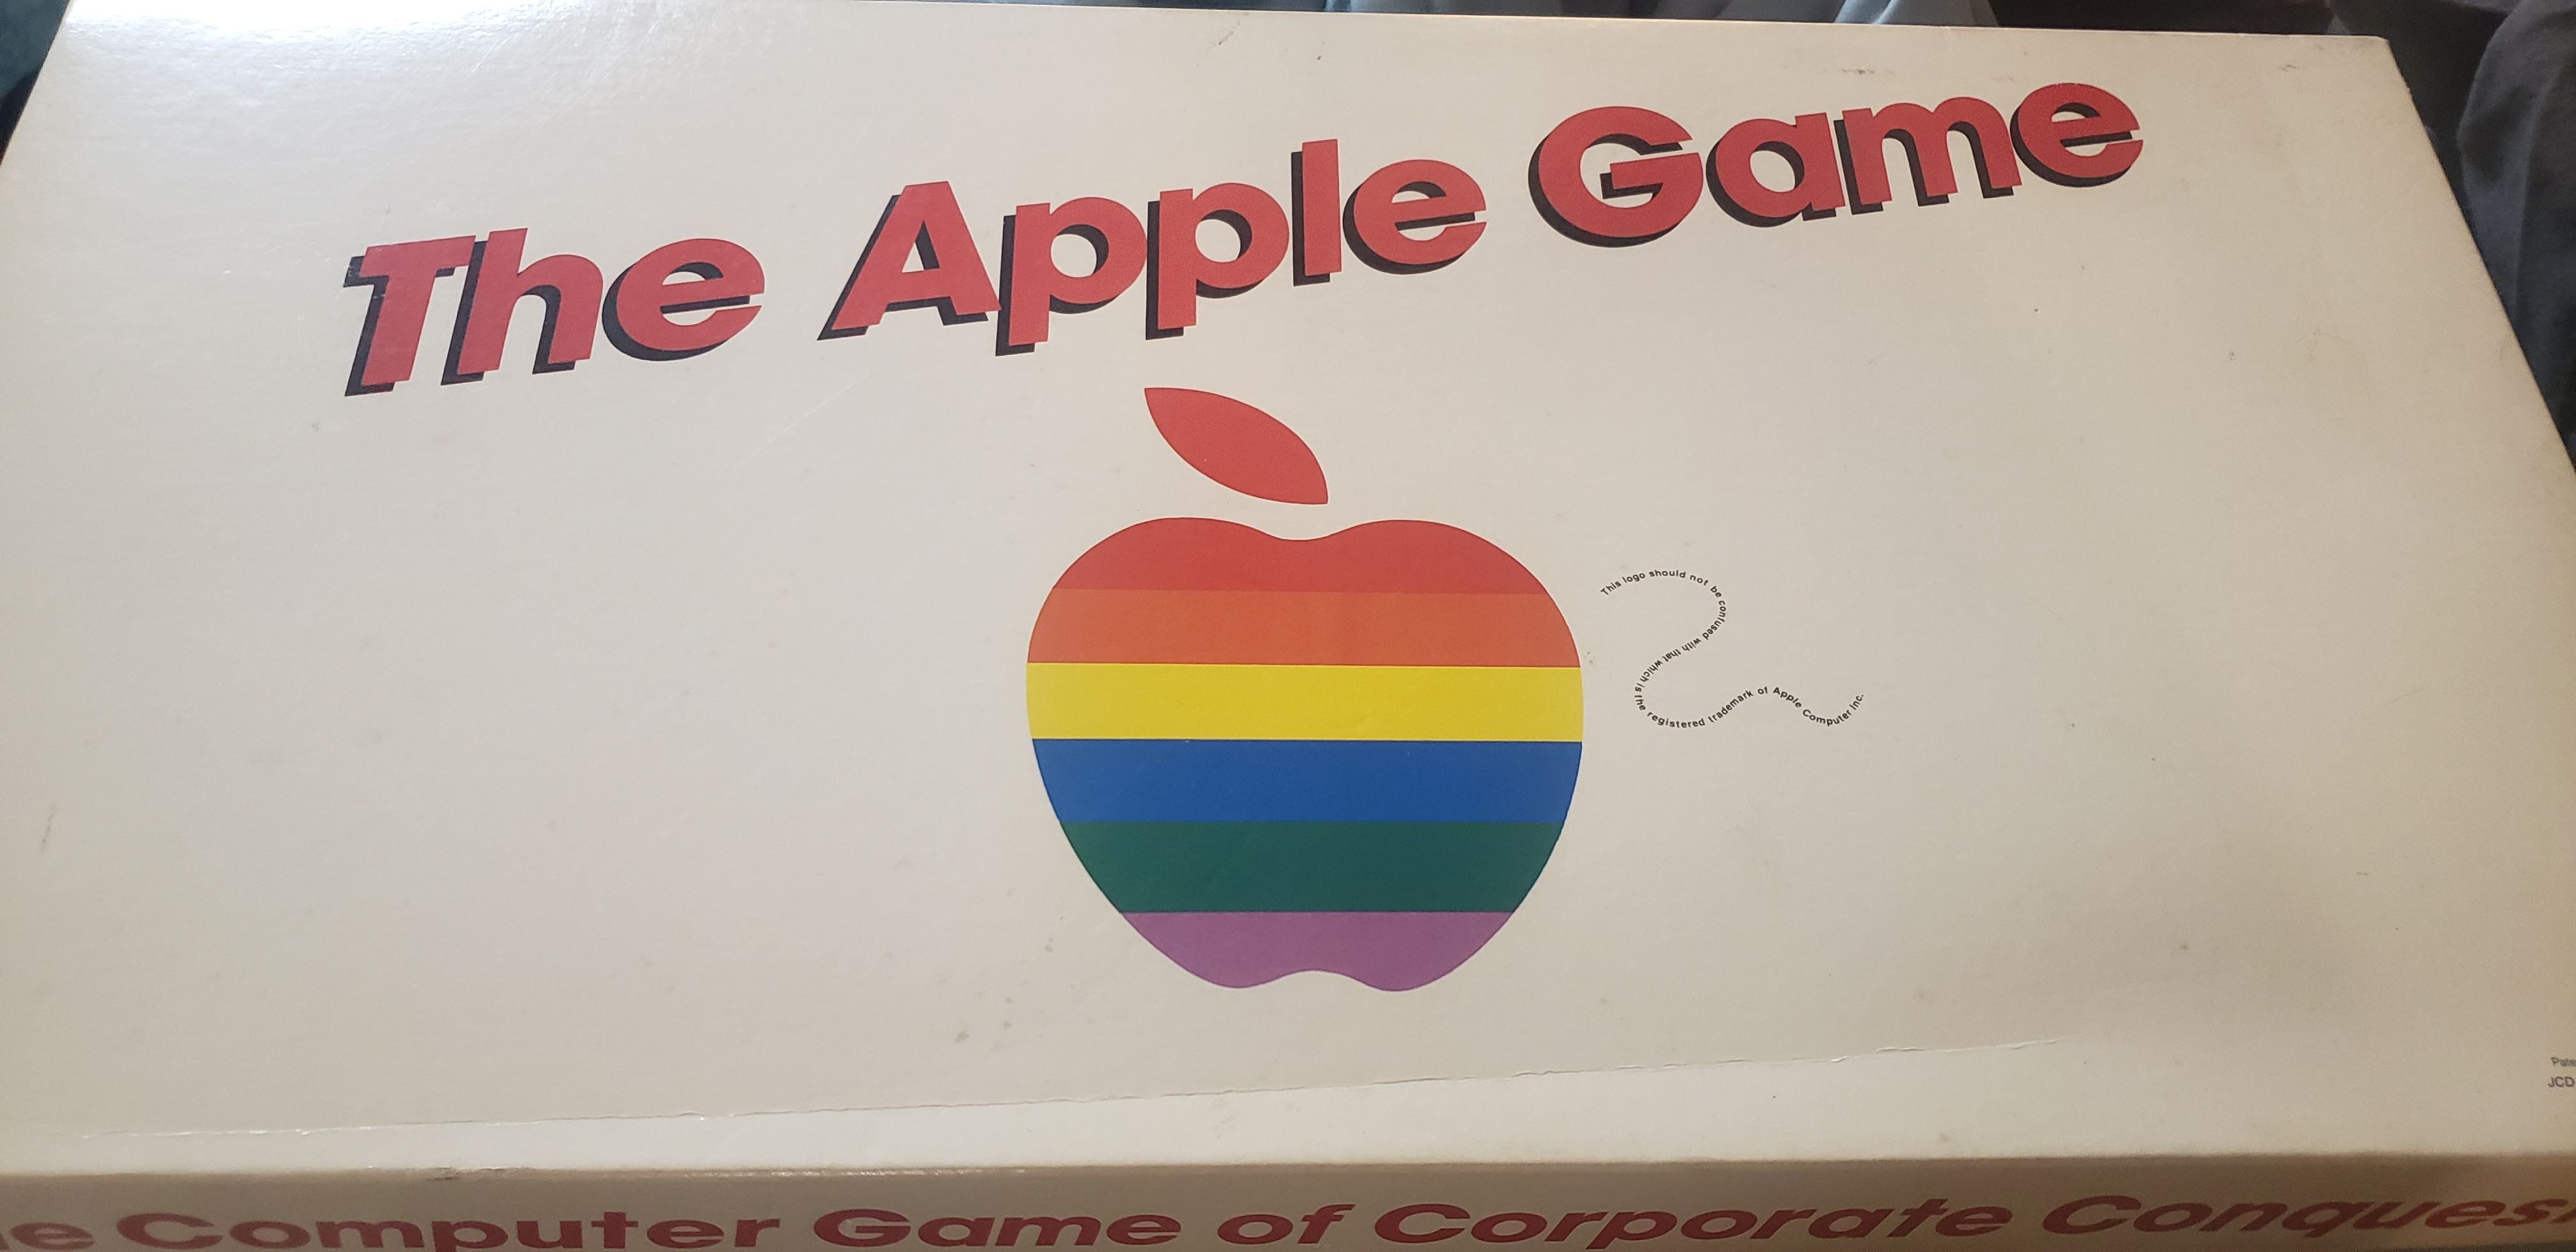 The Apple Game
This logo should not be confused with that which is the registered trademark of Apple Computer Inc.
JCD
Computer Game of Corporate